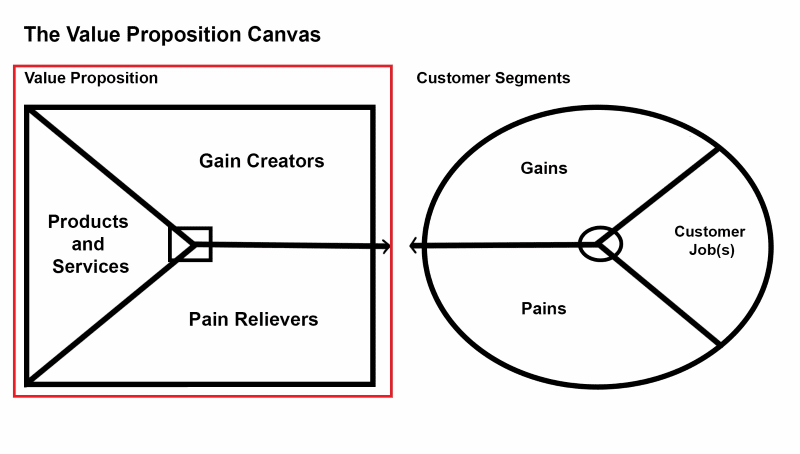 The Value Proposition Canvas
Value Proposition
Gain Creators
Products
and
Services
Pain Relievers
Customer Segments
Gains
Customer
Job(s)
Pains